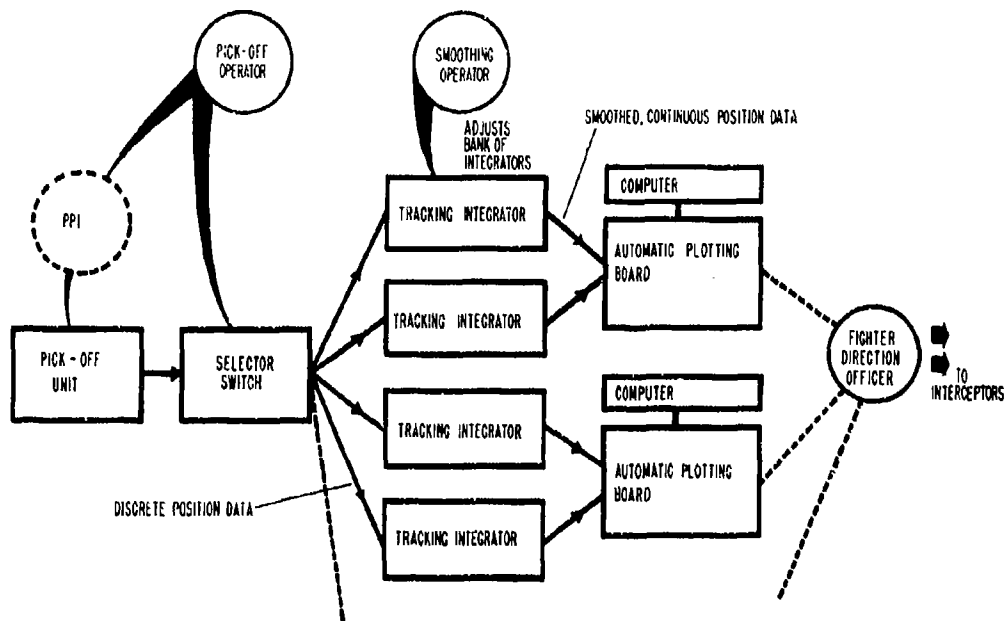 PICK-OFF
OPERATOR
SMOOTHING
OPERATOR
ADJUSTS
BANK OF
INTEGRATORS
SMOOTHED, CONTINUOUS POSITION DATA
PPI
TRACKING INTEGRATOR
COMPUTER
AUTOMATIC PLOTTING
BOARD
TRACKING INTEGRATOR
PICK-OFF
UNIT
SELECTOR
SWITCH
FIGHTER
DIRECTION
OFFICER
TO
INTERCEPTORS
TRACKING INTEGRATOR
COMPUTER
AUTOMATIC PLOTTING
BOARD
DISCRETE POSITION DATA
TRACKING INTEGRATOR